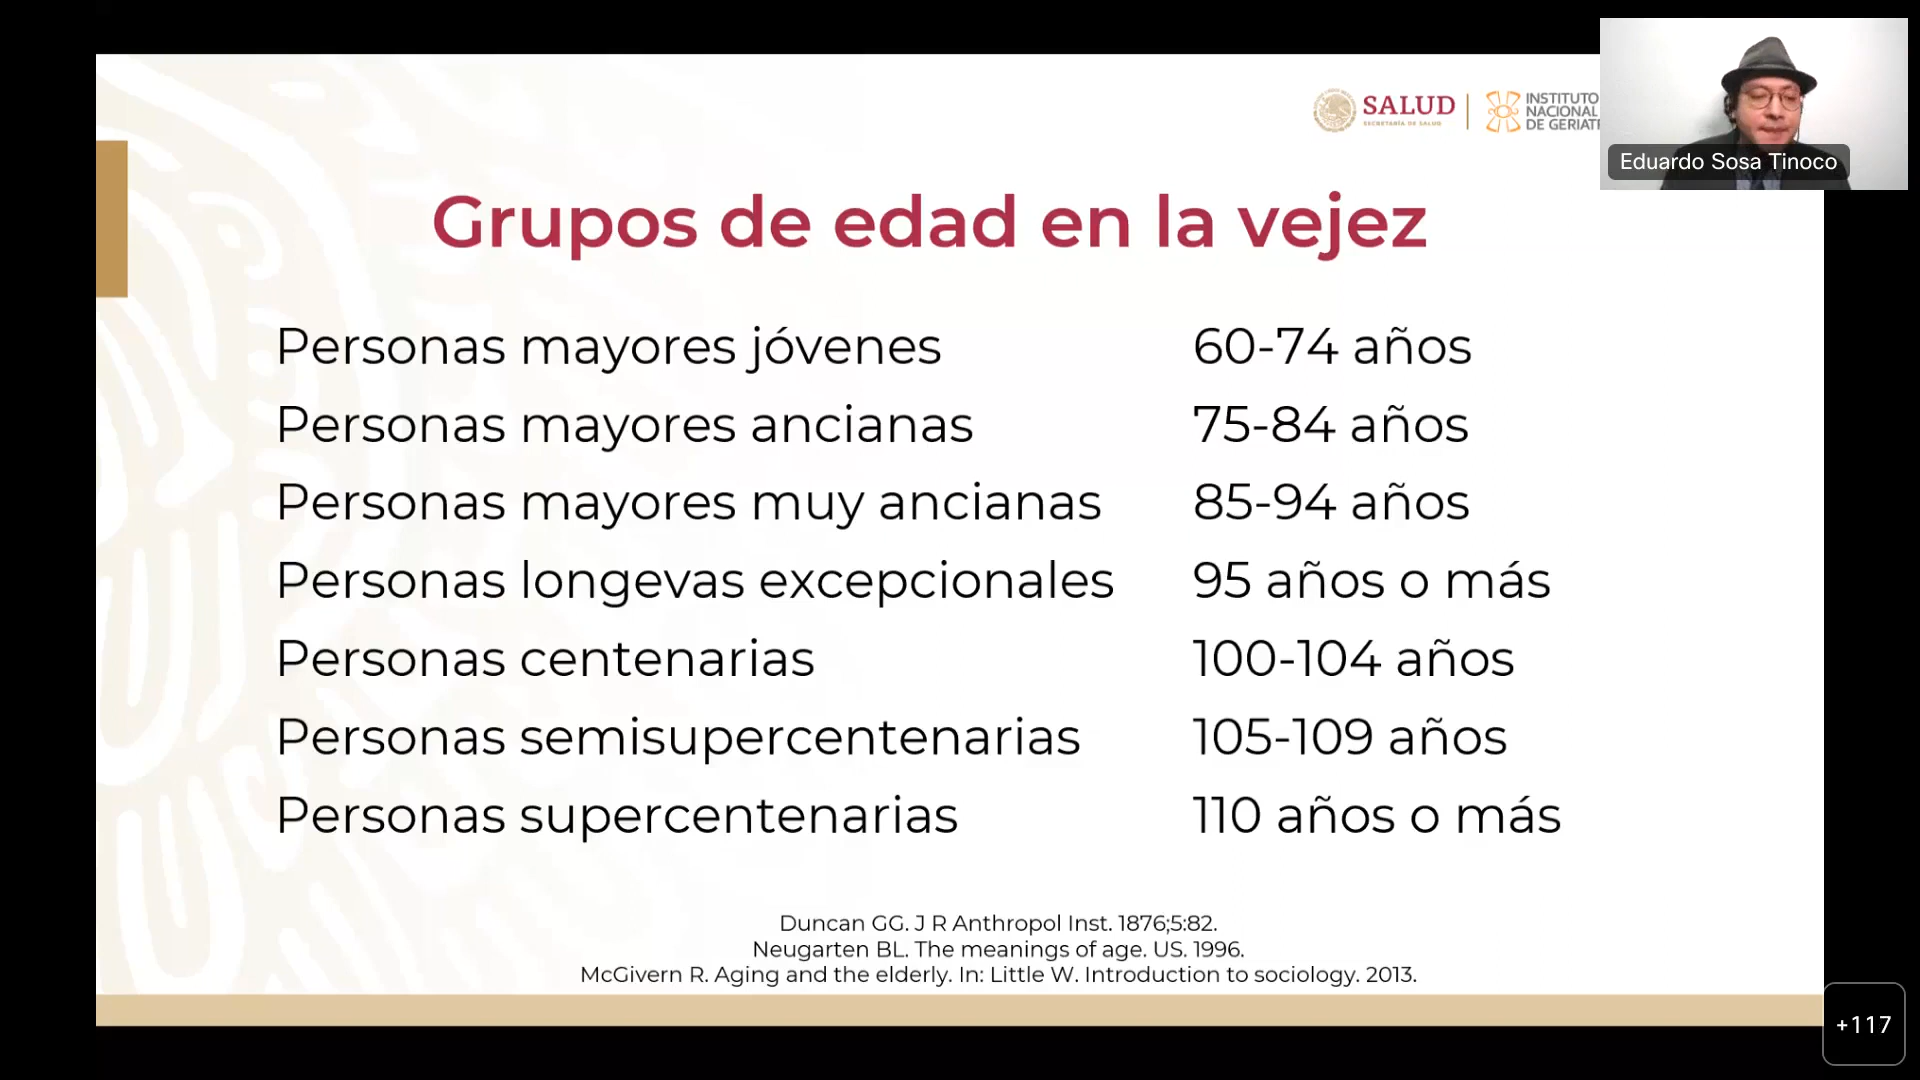 SALUD
SECRETARÍA DE SALUD
INSTITUTO
NACIONAL
DE GERIAT
Eduardo Sosa Tinoco
Grupos de edad en la vejez
Personas mayores jóvenes 60-74 años
Personas mayores ancianas 75-84 años
Personas mayores muy ancianas 85-94 años
Personas longevas excepcionales 95 años o más
Personas centenarias 100-104 años
Personas semisupercentenarias 105-109 años
Personas supercentenarias 110 años o más
Duncan GG. J R Anthropol Inst. 1876;5:82.
Neugarten BL. The meanings of age. US. 1996.
McGivern R. Aging and the elderly. In: Little W. Introduction to sociology. 2013.
+117